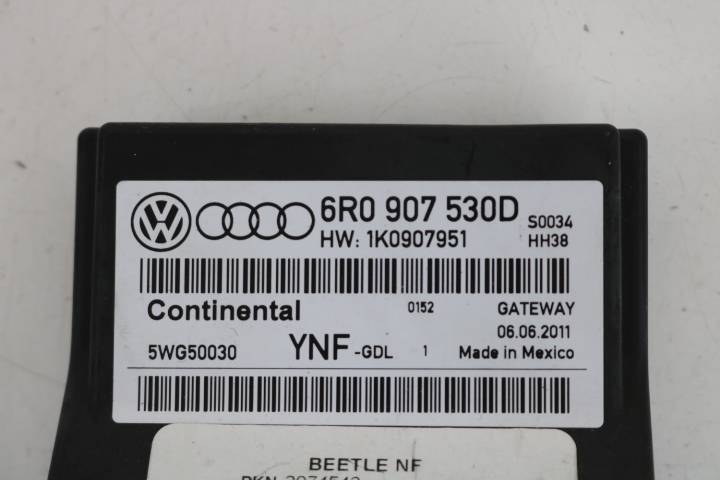 6R0 907 530D
S0034
HW: 1K0907951
HH38
Continental
0152
GATEWAY
06.06.2011
5WG50030
YNF-GDL
1
Made in Mexico
BEETLE NF